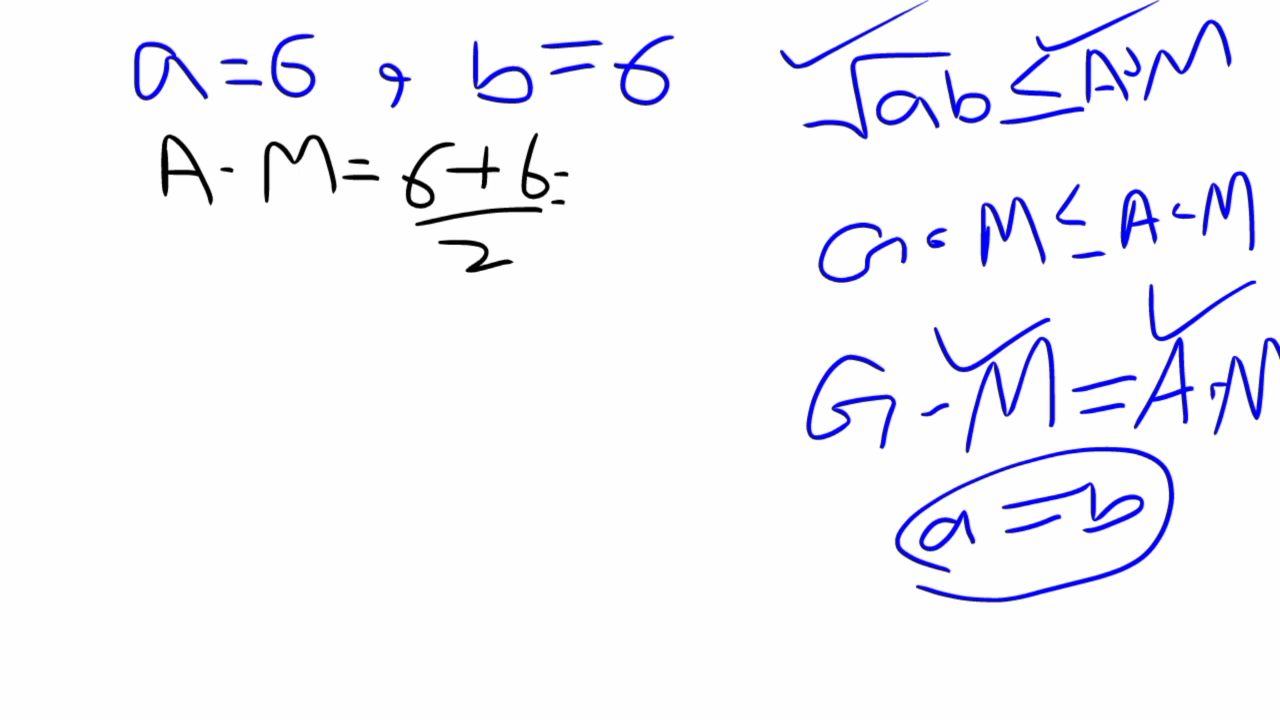 a = 6 , b = 6
A - M = 6 + 6 =
2
√ab ≤ A.M
G . M ≤ A - M
G - M = A . M
a = b